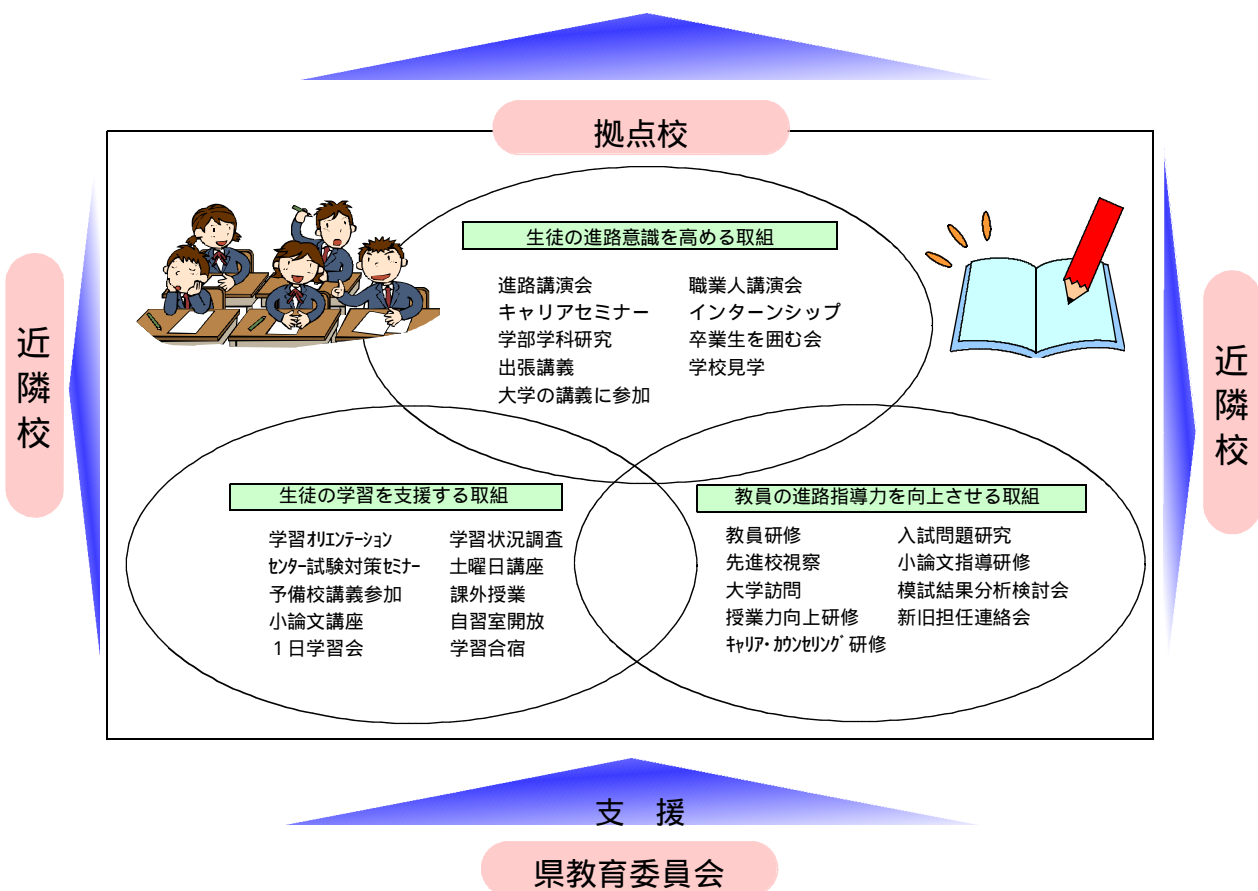 拠点校
生徒の進路意識を高める取組
進路講演会 職業人講演会
キャリアセミナー インターンシップ
学部学科研究 卒業生を囲む会
出張講義 学校見学
大学の講義に参加
近隣校
近隣校
生徒の学習を支援する取組
学習ｵﾘｴﾝﾃｰｼｮﾝ 学習状況調査
ｾﾝﾀｰ試験対策ｾﾐﾅｰ 土曜日講座
予備校講義参加 課外授業
小論文講座 自習室開放
１日学習会 学習合宿
教員の進路指導力を向上させる取組
教員研修 入試問題研究
先進校視察 小論文指導研修
大学訪問 模試結果分析検討会
授業力向上研修 新旧担任連絡会
ｷｬﾘｱ･ｶｳﾝｾﾘﾝｸﾞ研修
支 援
県教育委員会